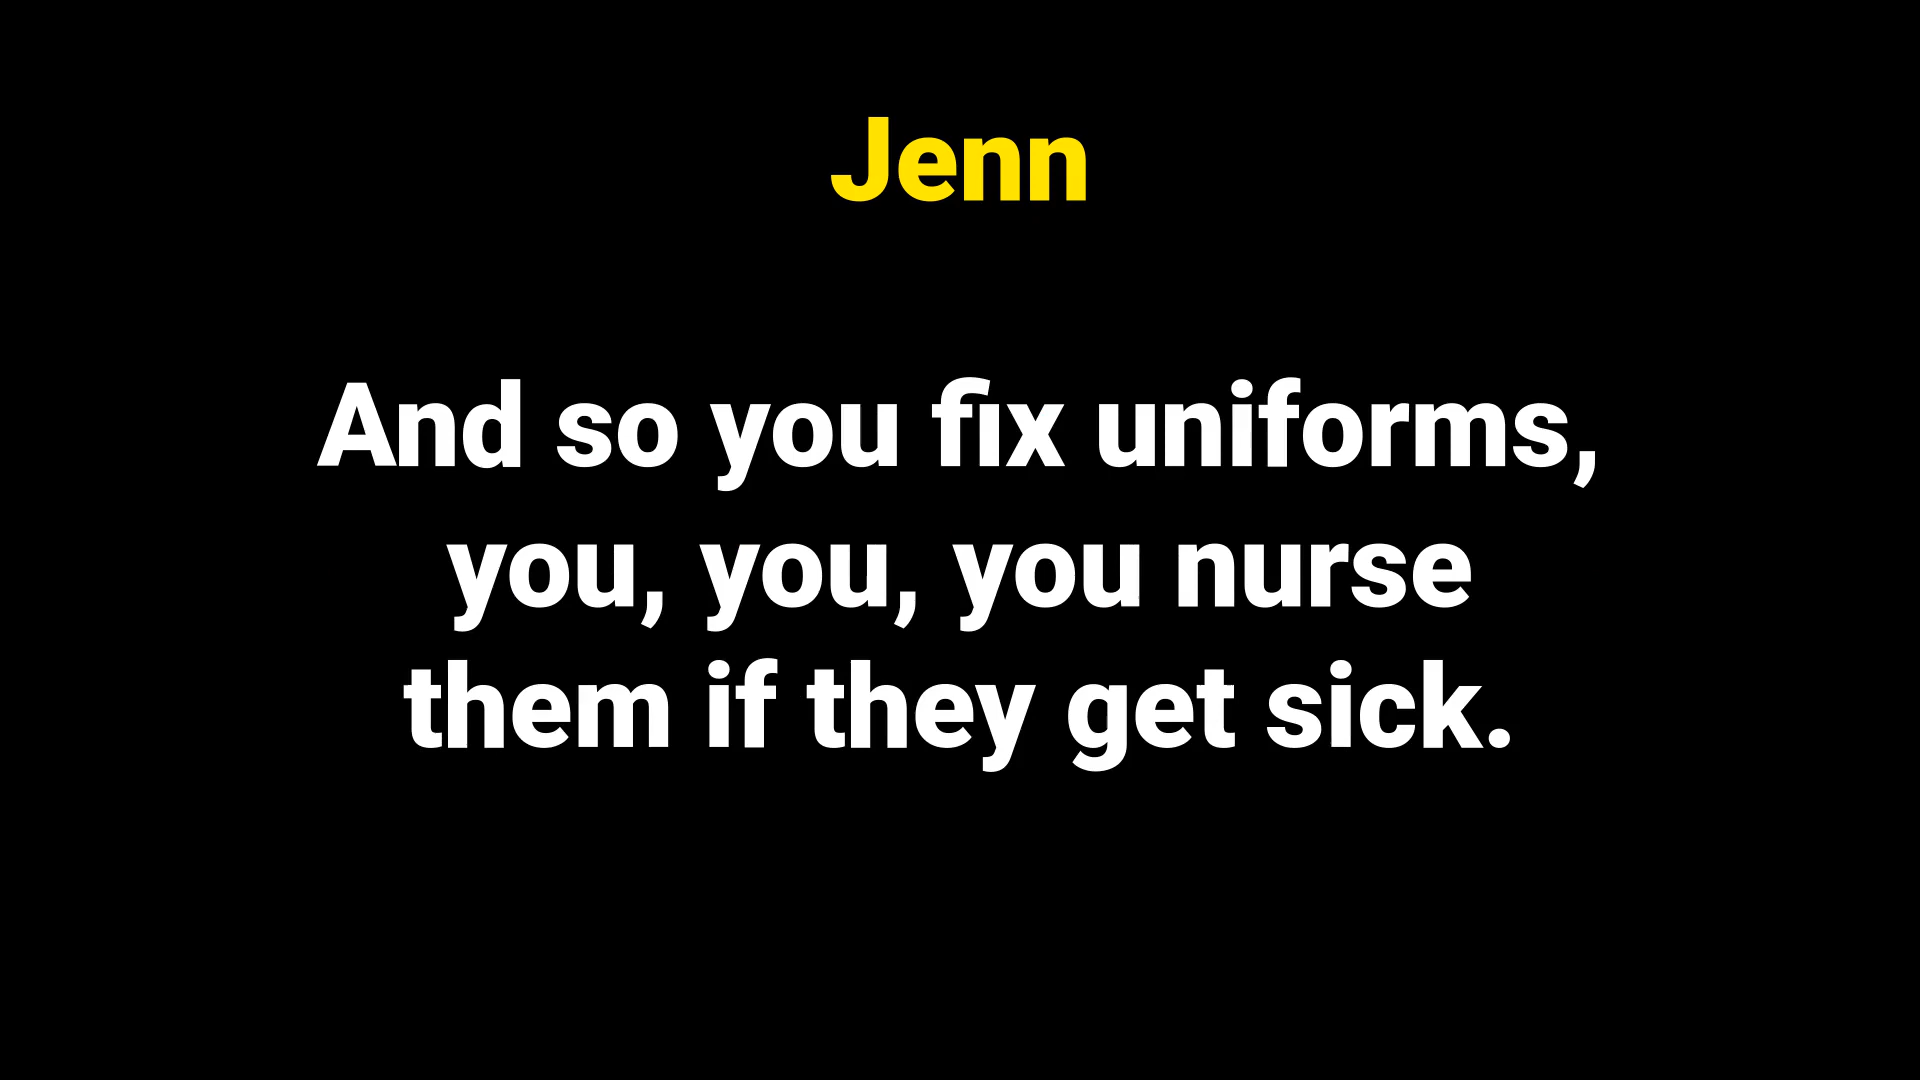 Jenn
And so you fix uniforms,
you, you, you nurse
them if they get sick.